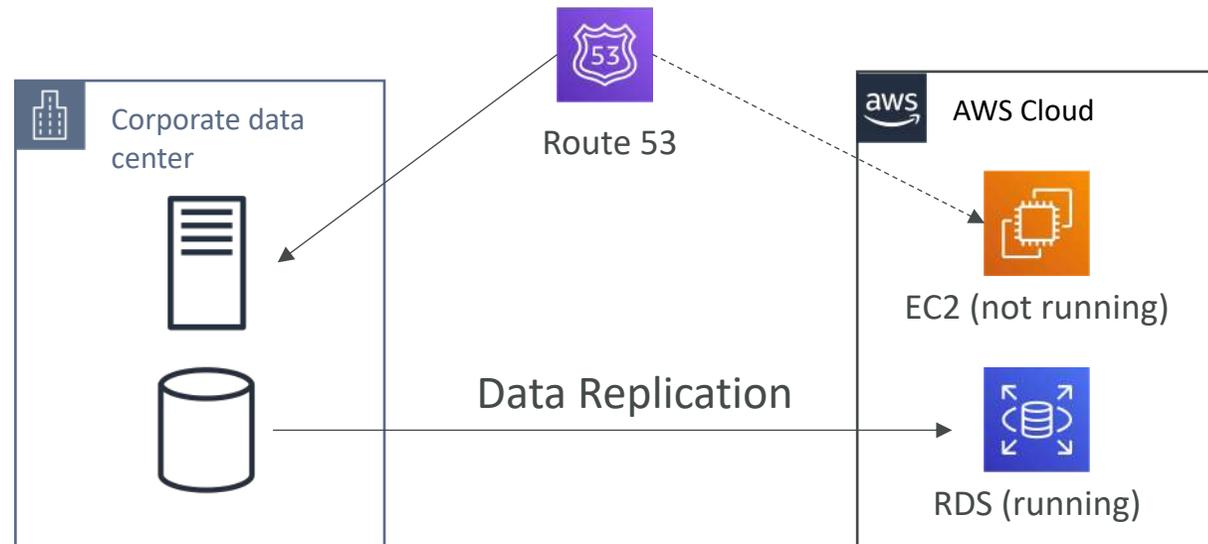 53
Route 53
Corporate data
center
aws
AWS Cloud
EC2 (not running)
Data Replication
RDS (running)